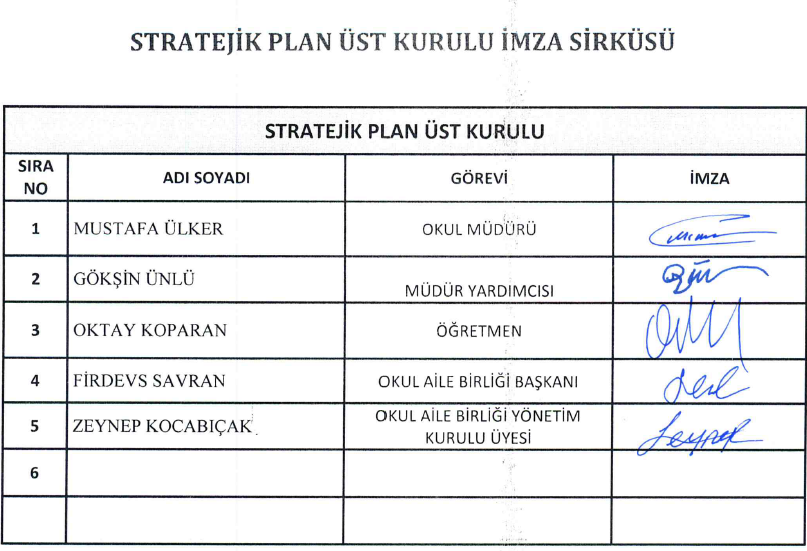 STRATEJİK PLAN ÜST KURULU İMZA SİRKÜSÜ
STRATEJİK PLAN ÜST KURULU
SIRA NO ADI SOYADI GÖREVİ İMZA
1 MUSTAFA ÜLKER OKUL MÜDÜRÜ
2 GÖKŞİN ÜNLÜ MÜDÜR YARDIMCISI
3 OKTAY KOPARAN ÖĞRETMEN
4 FİRDEVS SAVRAN OKUL AİLE BİRLİĞİ BAŞKANI
5 ZEYNEP KOCABIÇAK OKUL AİLE BİRLİĞİ YÖNETİM
KURULU ÜYESİ
Zeynep
6